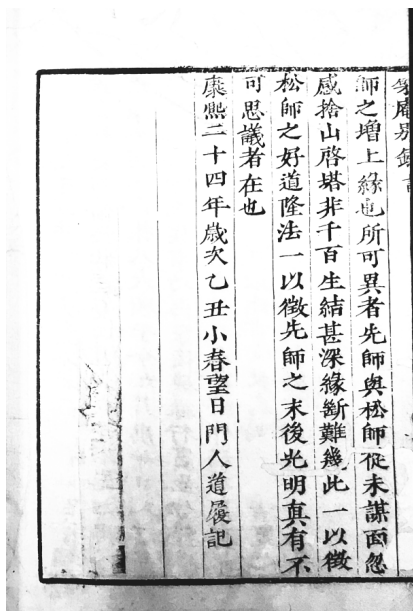 師之增上緣也所可異者先師與松師從未謀面忽
感捨山啓塔非千百生結甚深緣斷難幾此一以徵
松師之好道隆法一以徵先師之末後光明真有不
可思議者在也
康熙二十四年歲次乙丑小春望日門人道履記